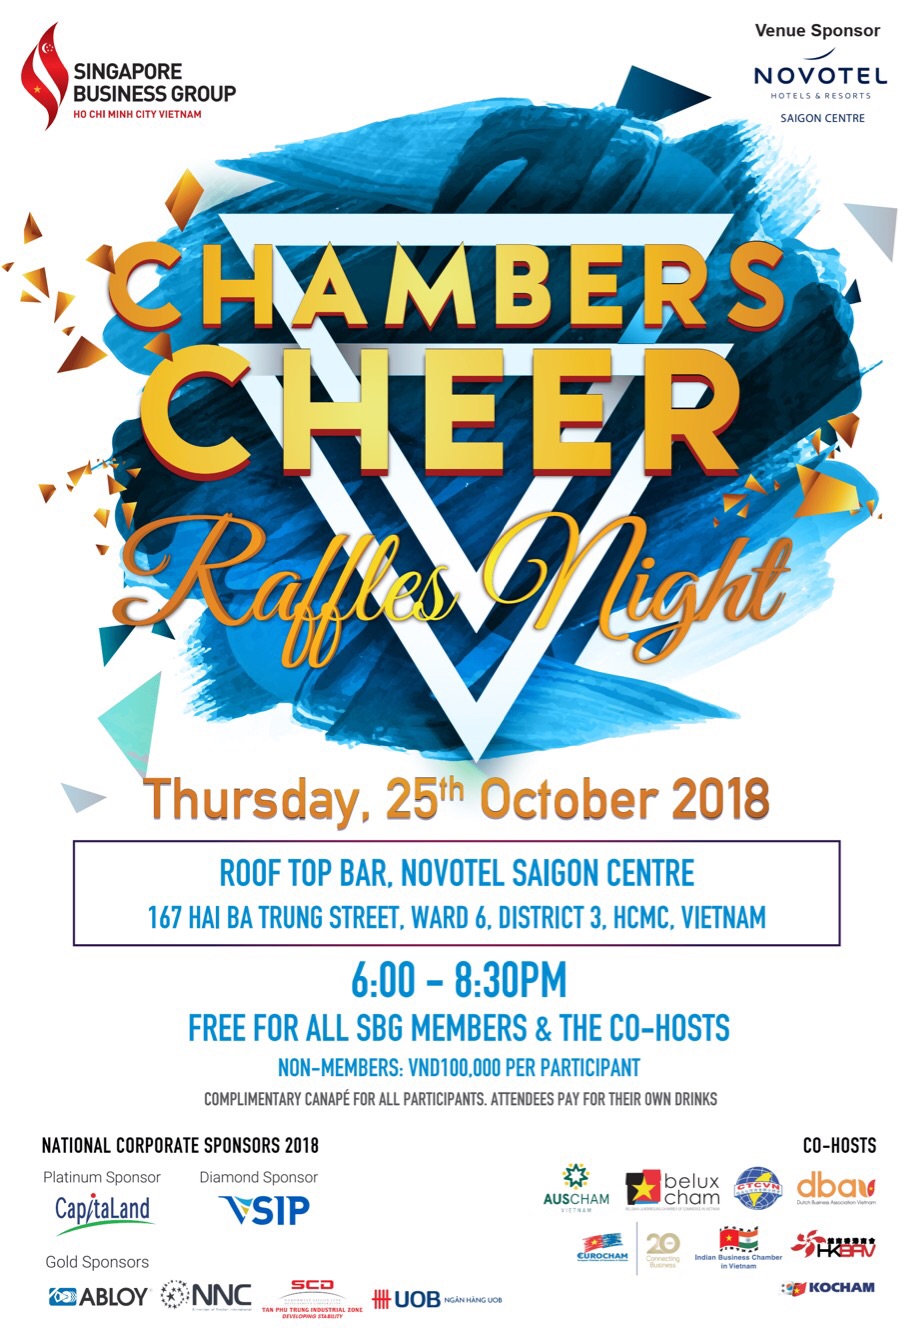 SINGAPORE
BUSINESS GROUP
HO CHI MINH CITY VIETNAM
Venue Sponsor
NOVOTEL
HOTELS & RESORTS
SAIGON CENTRE
CHAMBERS
CHEER
Raffles Night
Thursday, 25th October 2018
ROOF TOP BAR, NOVOTEL SAIGON CENTRE
167 HAI BA TRUNG STREET, WARD 6, DISTRICT 3, HCMC, VIETNAM
6:00 - 8:30PM
FREE FOR ALL SBG MEMBERS & THE CO-HOSTS
NON-MEMBERS: VND100,000 PER PARTICIPANT
COMPLIMENTARY CANAPÉ FOR ALL PARTICIPANTS. ATTENDEES PAY FOR THEIR OWN DRINKS
NATIONAL CORPORATE SPONSORS 2018
Platinum Sponsor
Diamond Sponsor
CapitaLand
VSIP
Gold Sponsors
ABLOY
NNC
SCD
TAN PHU TRUNG INDUSTRIAL ZONE
DEVELOPING STABILITY
UOB NGÂN HÀNG UOB
CO-HOSTS
AUSCHAM
VIETNAM
belux
cham
CTCVN
dbav
Dutch Business Association Vietnam
EUROCHAM
20
Connecting
Business
Indian Business Chamber
in Vietnam
HKBAV
KOCHAM